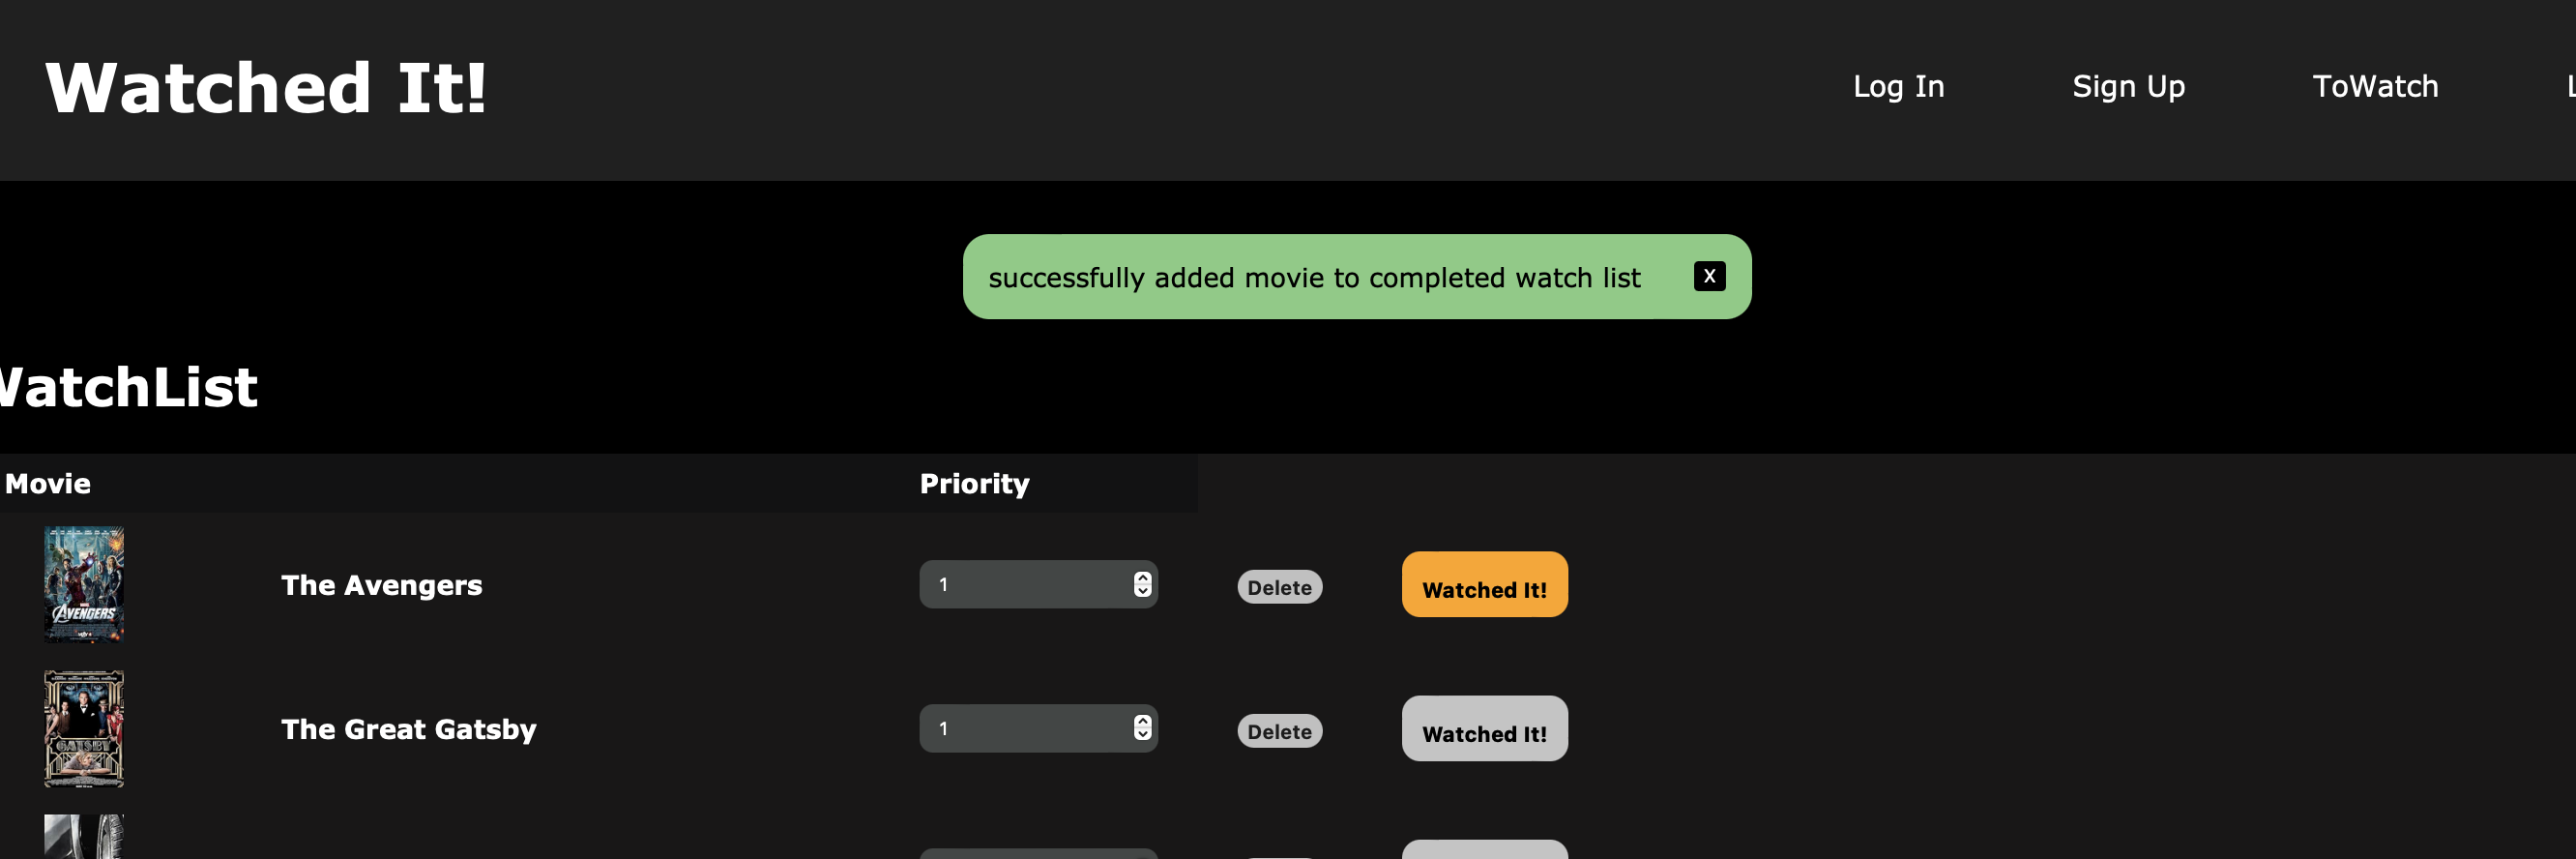 Watched It!
Log In
Sign Up
ToWatch
successfully added movie to completed watch list
X
WatchList
Movie
Priority
AVENGERS
The Avengers
1
Delete
Watched It!
GATSBY
The Great Gatsby
1
Delete
Watched It!